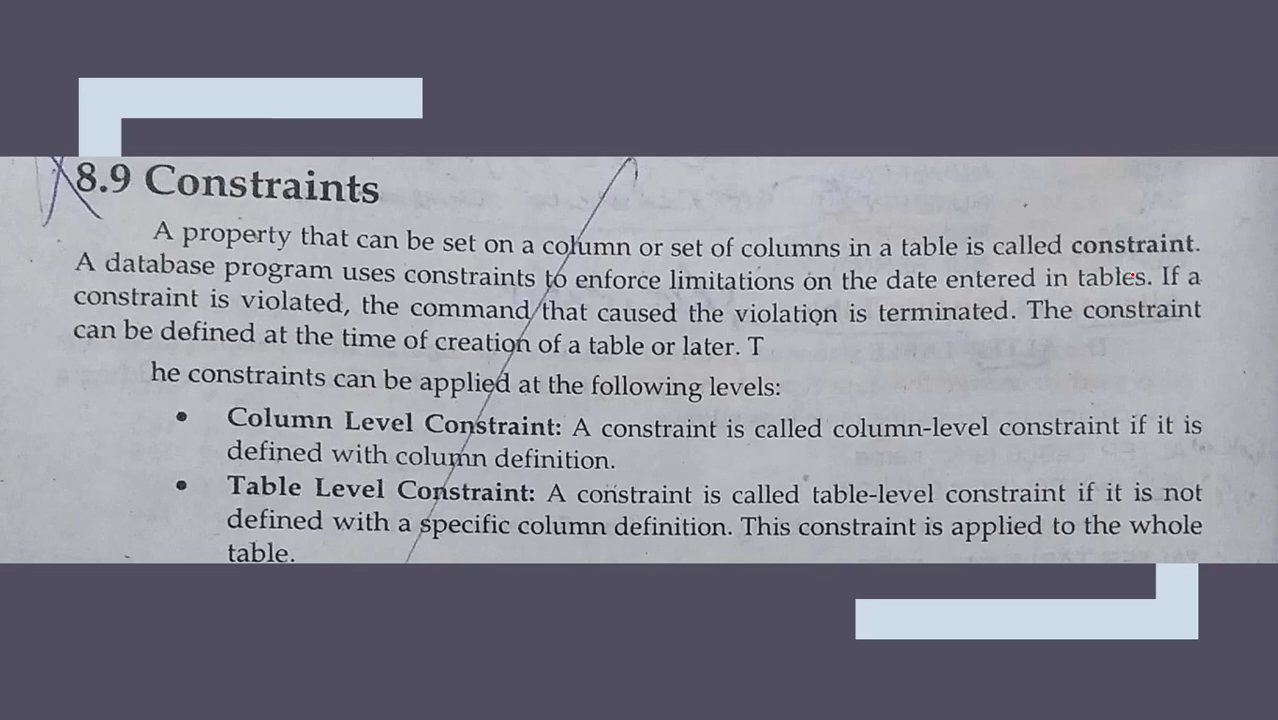 8.9 Constraints
A property that can be set on a column or set of columns in a table is called constraint.
A database program uses constraints to enforce limitations on the date entered in tables. If a
constraint is violated, the command that caused the violation is terminated. The constraint
can be defined at the time of creation of a table or later. T
he constraints can be applied at the following levels:
• Column Level Constraint: A constraint is called column-level constraint if it is
defined with column definition.
• Table Level Constraint: A constraint is called table-level constraint if it is not
defined with a specific column definition. This constraint is applied to the whole
table.